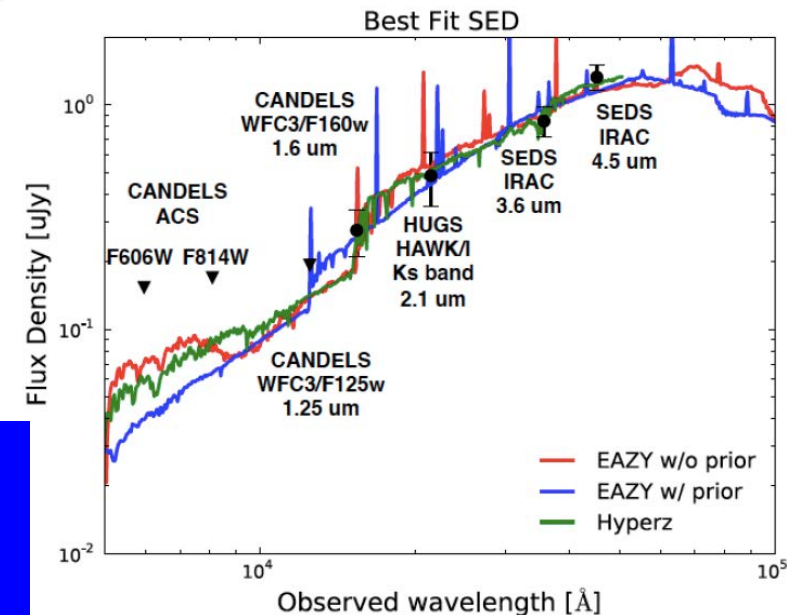 Best Fit SED
CANDELS
WFC3/F160w
1.6 um
CANDELS
ACS
F606W F814W
SEDS
IRAC
4.5 um
SEDS
IRAC
3.6 um
HUGS
HAWK/I
Ks band
2.1 um
CANDELS
WFC3/F125w
1.25 um
EAZY w/o prior
EAZY w/ prior
Hyperz
Flux Density [uJy]
10^0
10^-1
10^-2
10^4
10^5
Observed wavelength [Å]